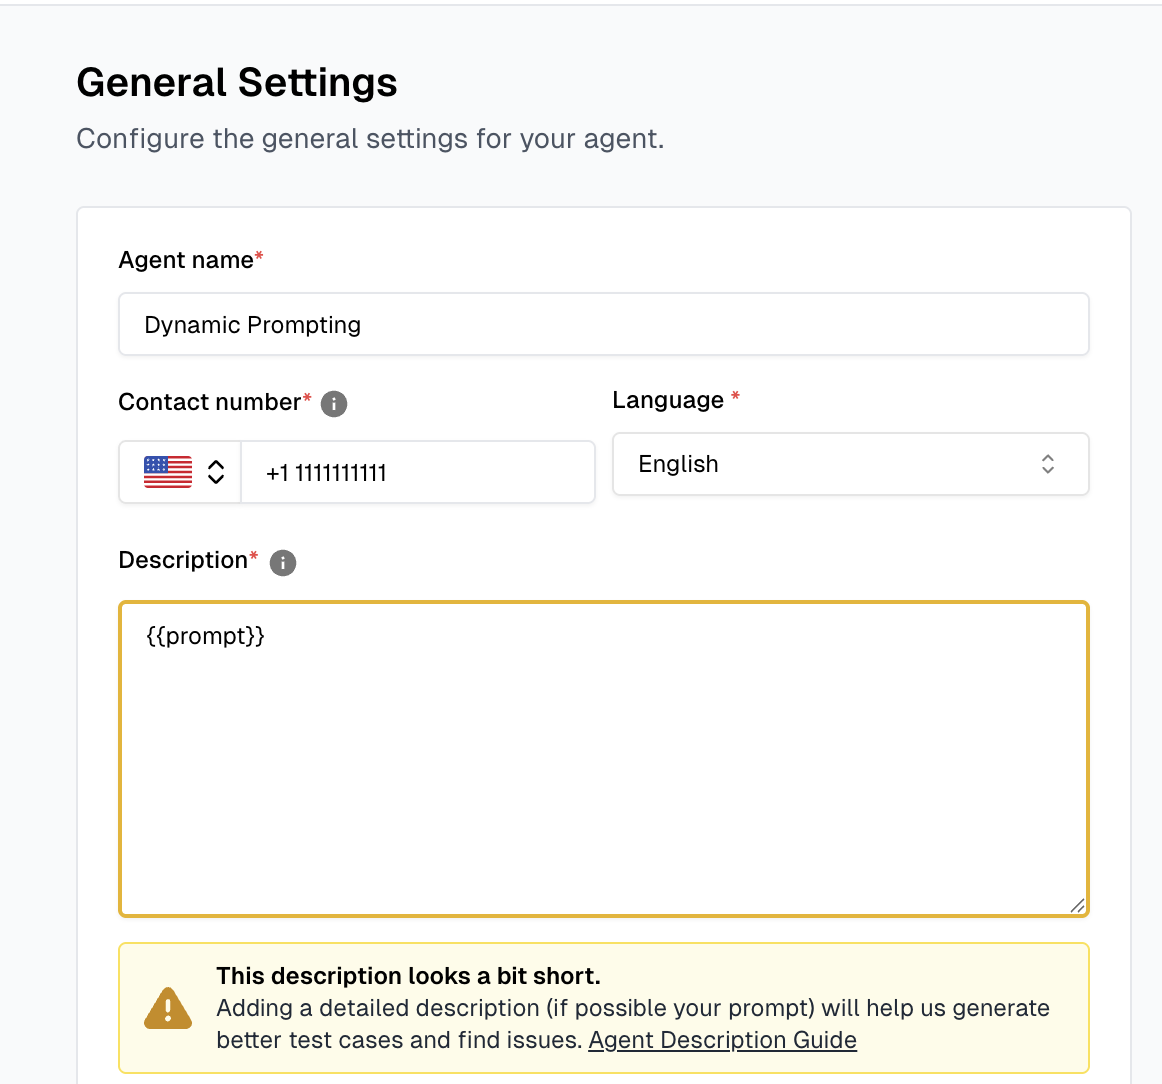 General Settings
Configure the general settings for your agent.
Agent name*
Dynamic Prompting
Contact number*
Language *
+1 1111111111
English
Description*
{{prompt}}
This description looks a bit short.
Adding a detailed description (if possible your prompt) will help us generate
better test cases and find issues. Agent Description Guide